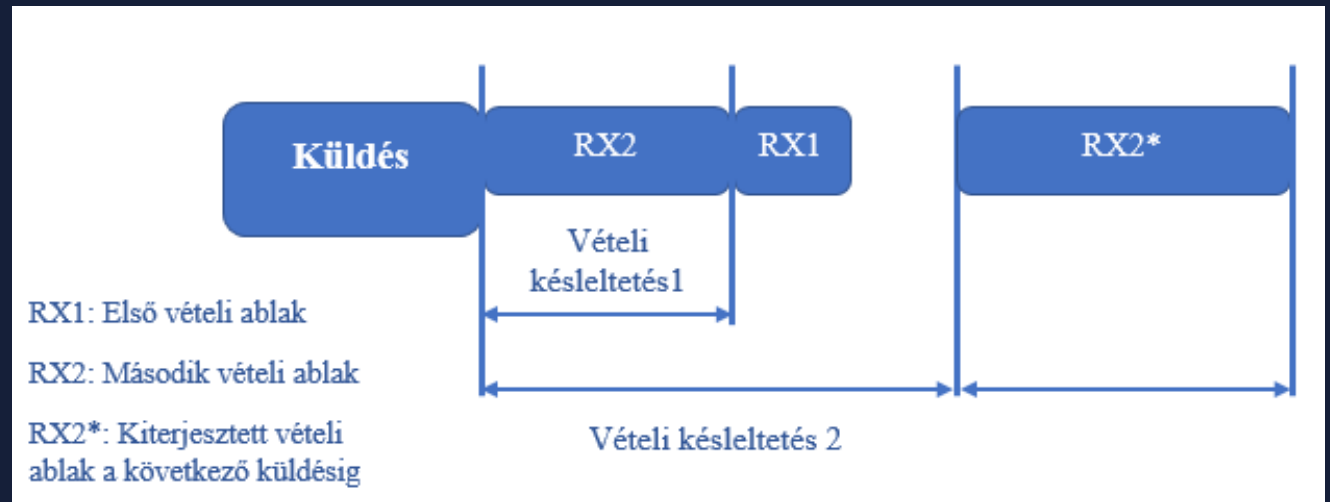 Küldés
RX2
RX1
RX2*
Vételi
késleltetés1
RX1: Első vételi ablak
RX2: Második vételi ablak
RX2*: Kiterjesztett vételi
ablak a következő küldésig
Vételi késleltetés 2